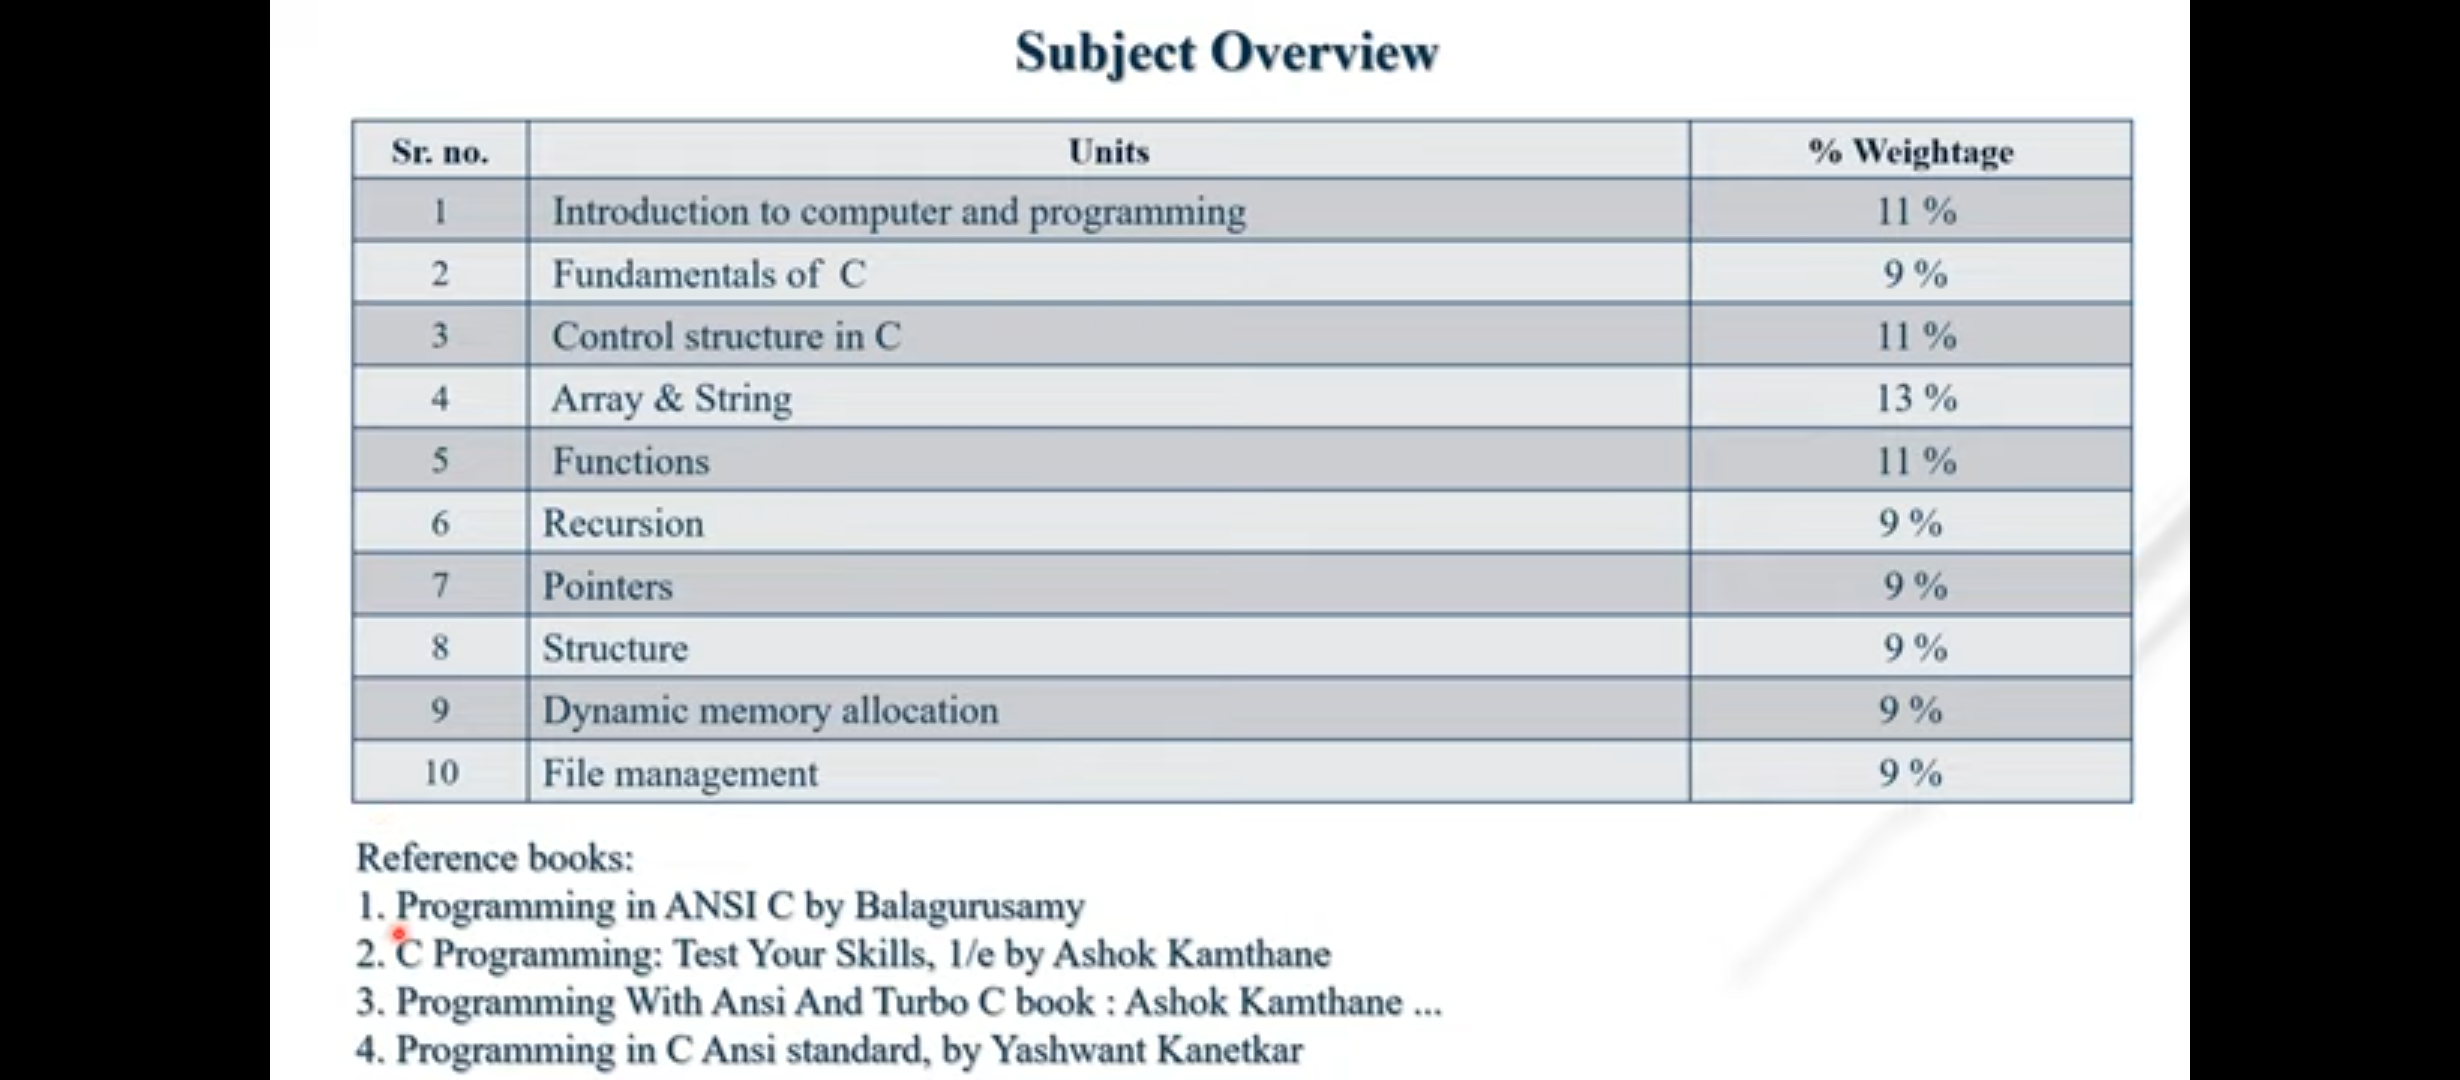 Subject Overview
Sr. no. Units % Weightage
1 Introduction to computer and programming 11 %
2 Fundamentals of C 9 %
3 Control structure in C 11 %
4 Array & String 13 %
5 Functions 11 %
6 Recursion 9 %
7 Pointers 9 %
8 Structure 9 %
9 Dynamic memory allocation 9 %
10 File management 9 %
Reference books:
1. Programming in ANSI C by Balagurusamy
2. C Programming: Test Your Skills, 1/e by Ashok Kamthane
3. Programming With Ansi And Turbo C book : Ashok Kamthane ...
4. Programming in C Ansi standard, by Yashwant Kanetkar